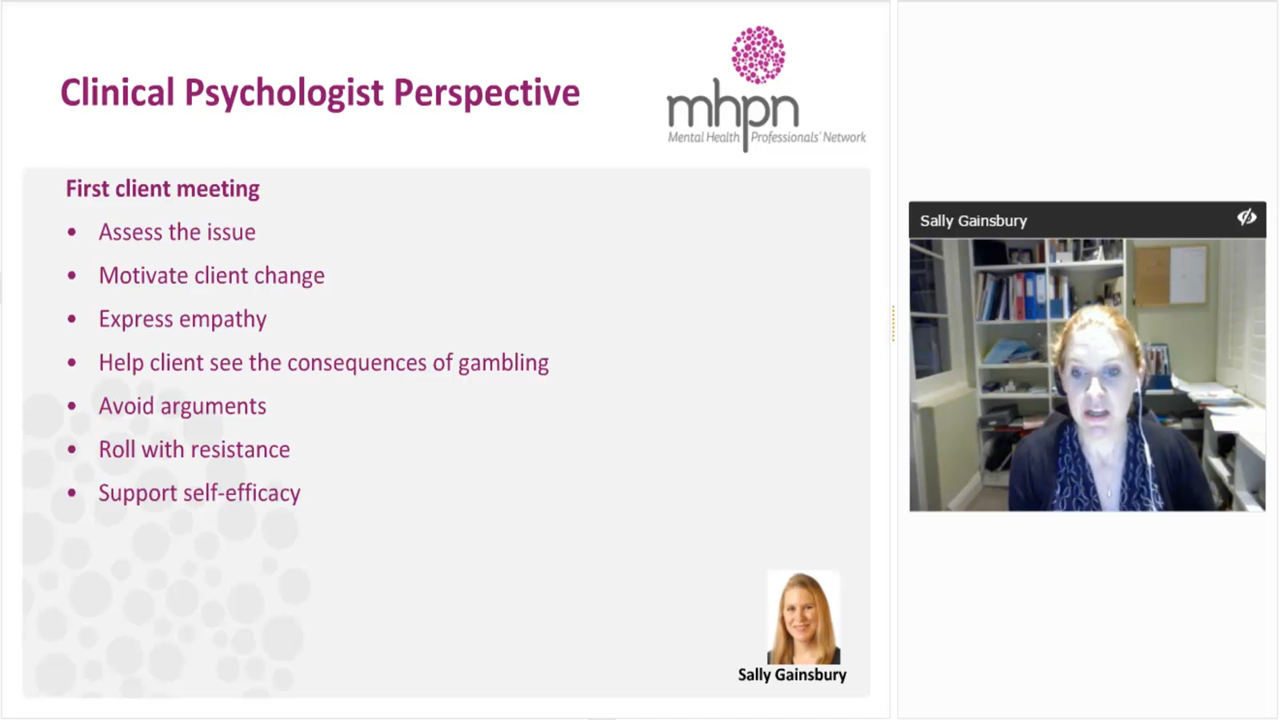 Clinical Psychologist Perspective
mhpn
Mental Health Professionals' Network
First client meeting
• Assess the issue
• Motivate client change
• Express empathy
• Help client see the consequences of gambling
• Avoid arguments
• Roll with resistance
• Support self-efficacy
Sally Gainsbury
Sally Gainsbury